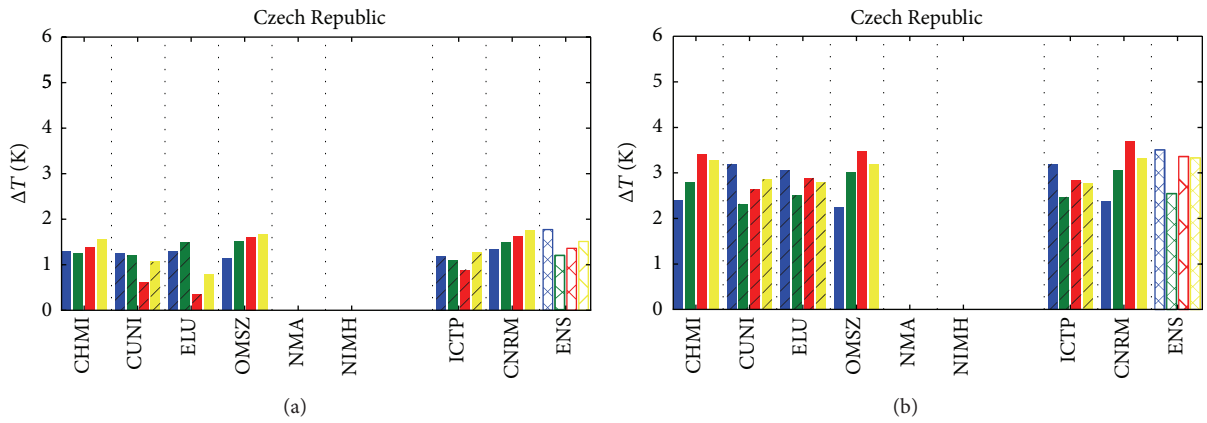 Czech Republic
6
5
4
3
2
1
0
ΔT (K)
CHMI
CUNI
ELU
OMSZ
NMA
NIMH
ICTP
CNRM
ENS
(a)
Czech Republic
6
5
4
3
2
1
0
ΔT (K)
CHMI
CUNI
ELU
OMSZ
NMA
NIMH
ICTP
CNRM
ENS
(b)